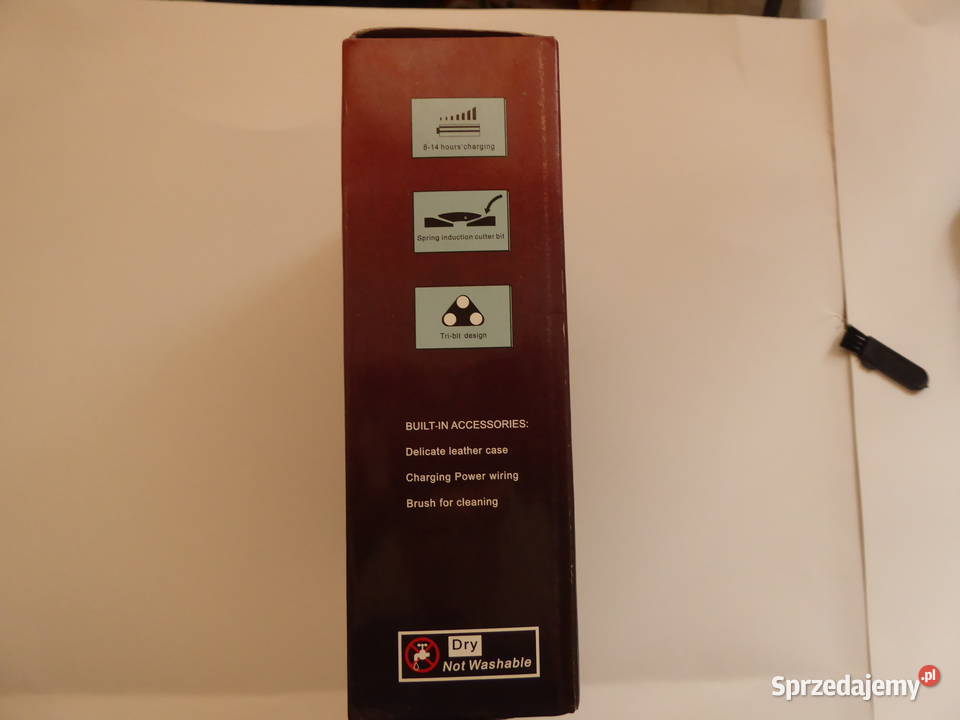 8-14 hours'charging
Spring induction cutter bit
Tri-bit design
BUILT-IN ACCESSORIES:
Delicate leather case
Charging Power wiring
Brush for cleaning
Dry
Not Washable
Sprzedajemy.pl